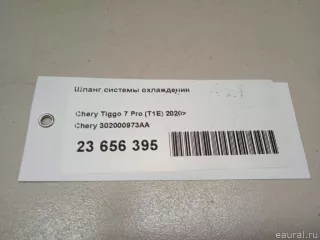 Шланг системы охлаждения
Chery Tiggo 7 Pro (T1E) 2020>
Chery 302000973AA
23 656 395
eaural.ru